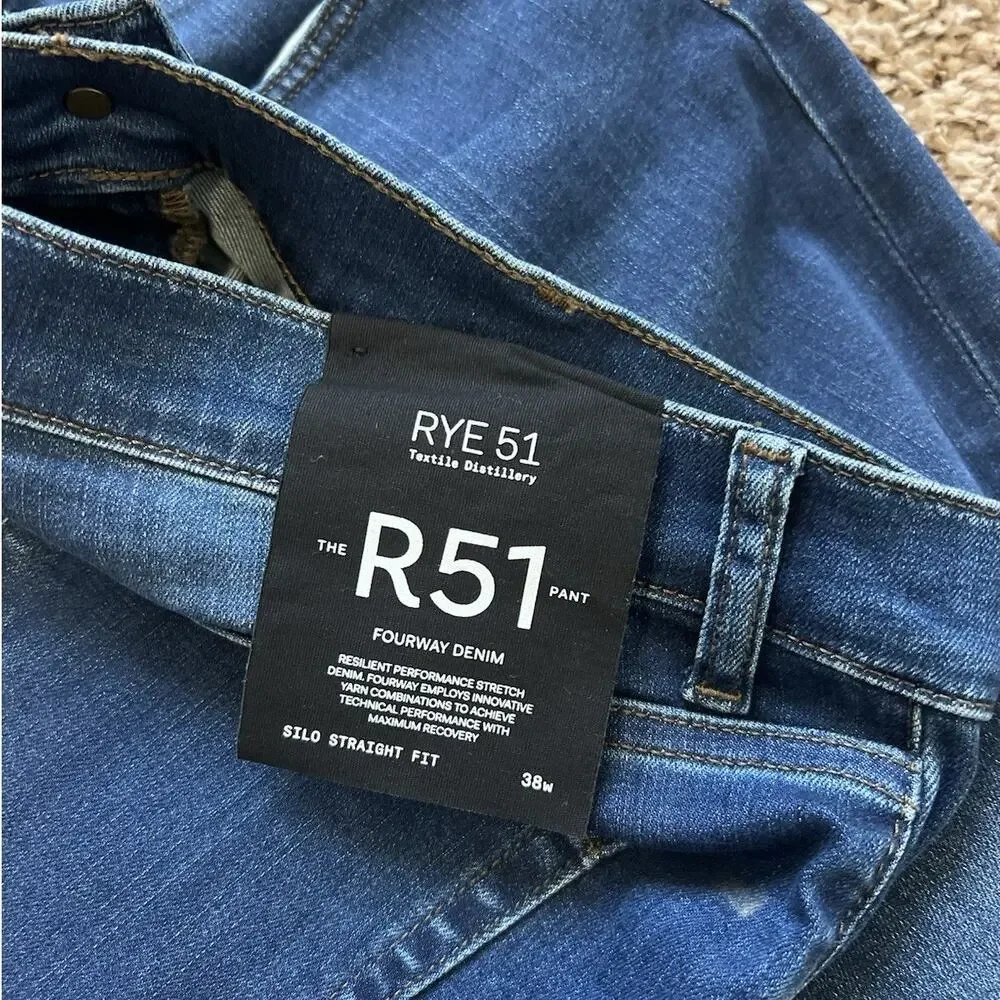 RYE 51
Textile Distillery
THE R51 PANT
FOURWAY DENIM
RESILIENT PERFORMANCE STRETCH
DENIM. FOURWAY EMPLOYS INNOVATIVE
YARN COMBINATIONS TO ACHIEVE
TECHNICAL PERFORMANCE WITH
MAXIMUM RECOVERY
SILO STRAIGHT FIT
38W